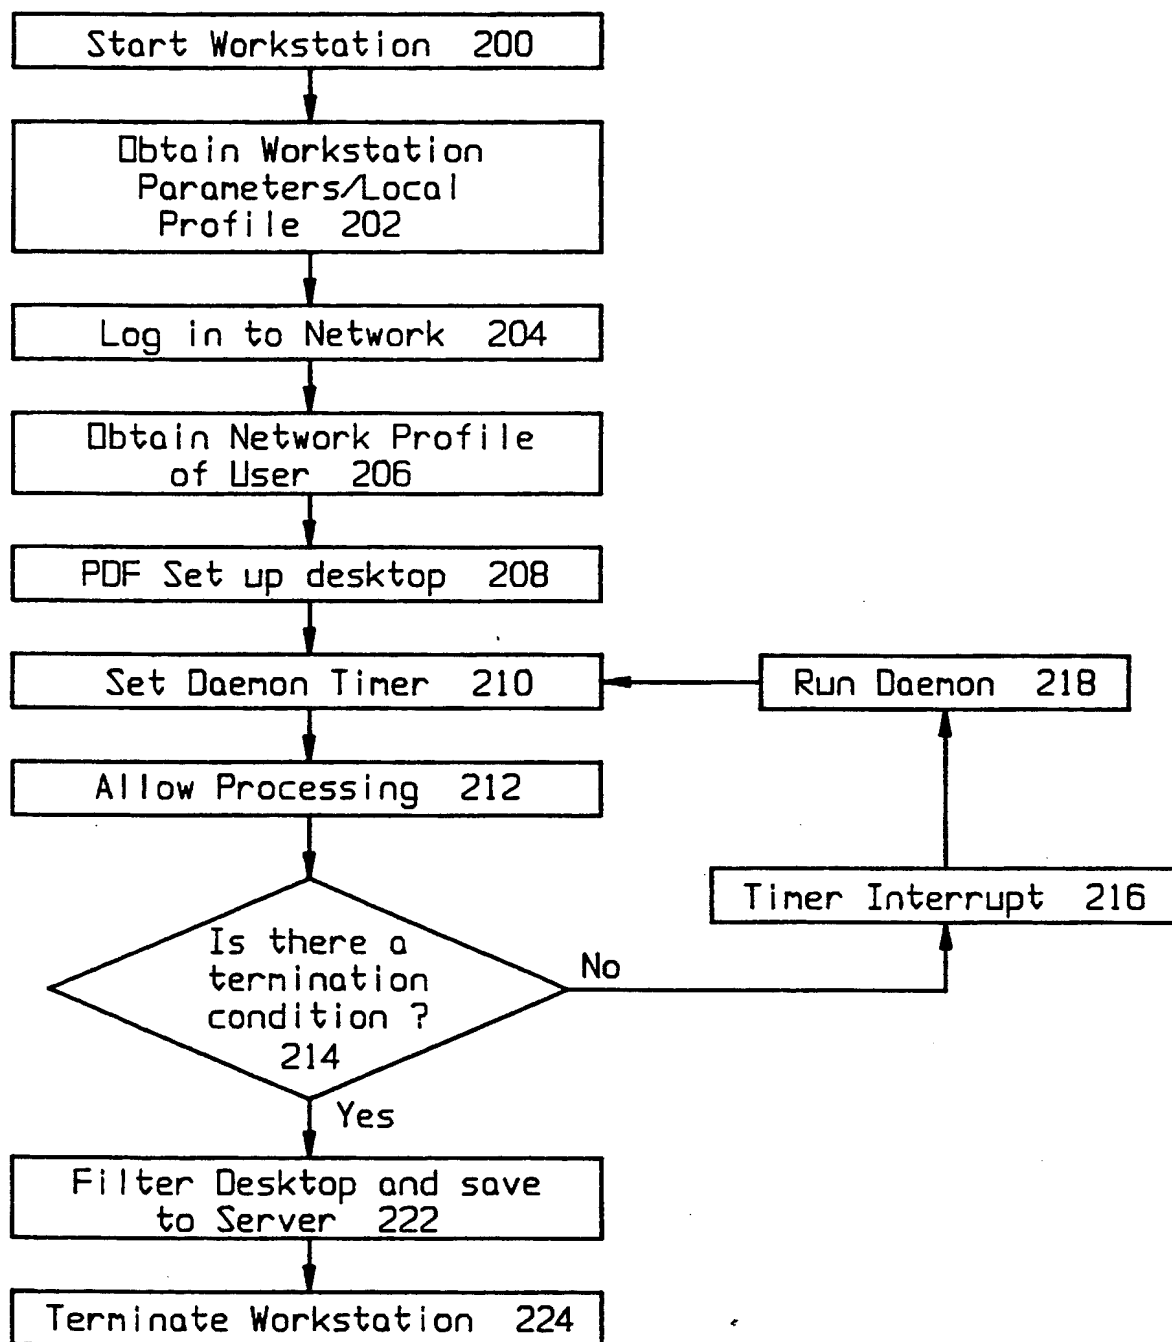 Start Workstation 200
Obtain Workstation
Parameters/Local
Profile 202
Log in to Network 204
Obtain Network Profile
of User 206
PDF Set up desktop 208
Set Daemon Timer 210
Run Daemon 218
Allow Processing 212
Timer Interrupt 216
Is there a
termination
condition ?
214
No
Yes
Filter Desktop and save
to Server 222
Terminate Workstation 224